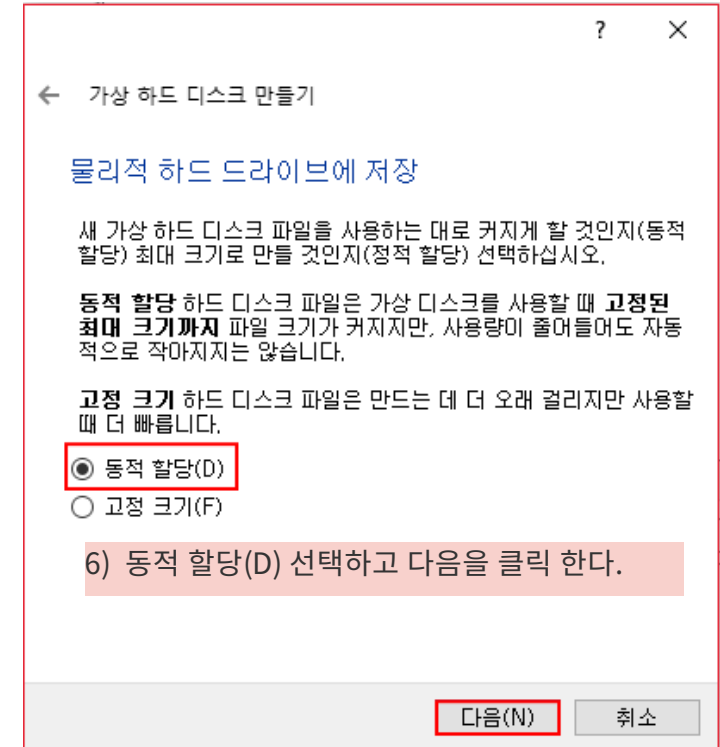 ?
가상 하드 디스크 만들기
물리적 하드 드라이브에 저장
새 가상 하드 디스크 파일을 사용하는 대로 커지게 할 것인지(동적
할당) 최대 크기로 만들 것인지(정적 할당) 선택하십시오.
동적 할당 하드 디스크 파일은 가상 디스크를 사용할 때 고정된
최대 크기까지 파일 크기가 커지지만, 사용량이 줄어들어도 자동
적으로 작아지지는 않습니다.
고정 크기 하드 디스크 파일은 만드는 데 더 오래 걸리지만 사용할
때 더 빠릅니다.
동적 할당(D)
고정 크기(F)
6) 동적 할당(D) 선택하고 다음을 클릭 한다.
다음(N) 취소